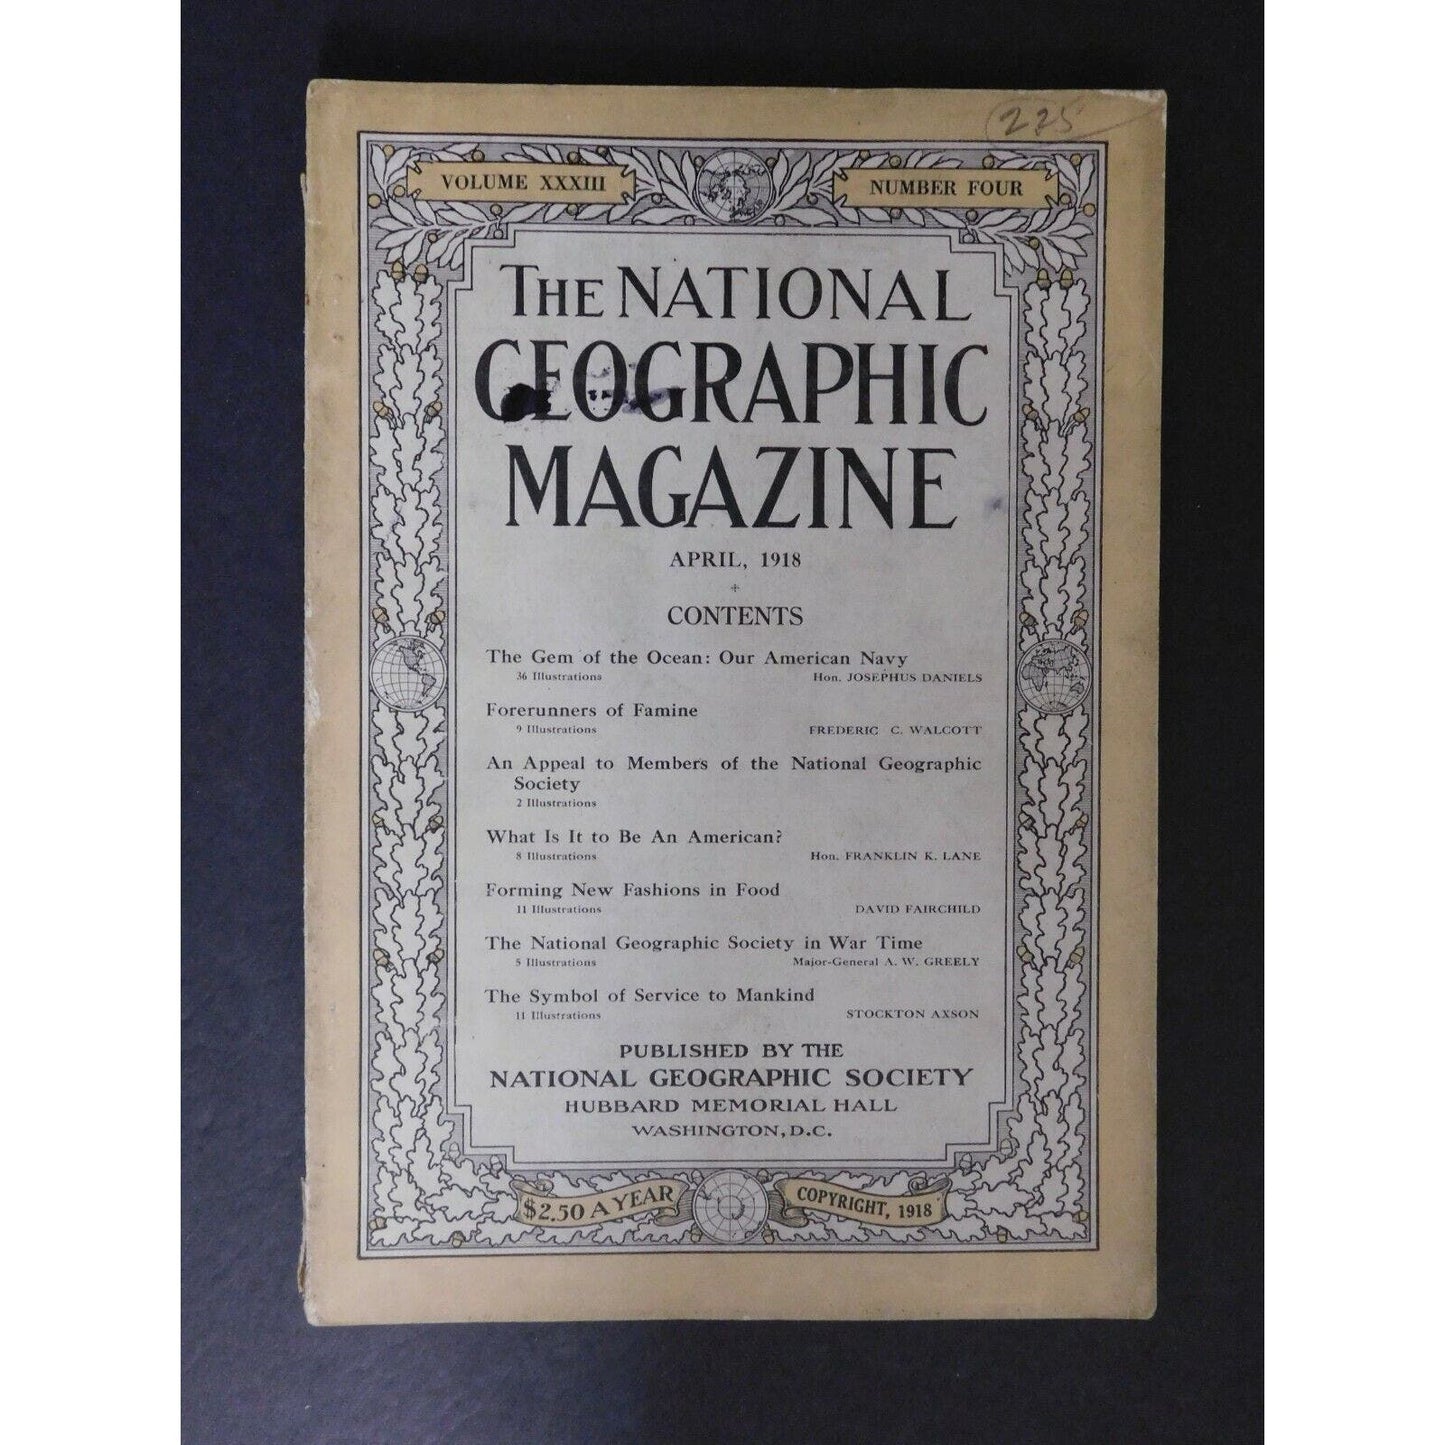 225
VOLUME XXXIII
NUMBER FOUR
THE NATIONAL
GEOGRAPHIC
MAGAZINE
APRIL, 1918
CONTENTS
The Gem of the Ocean: Our American Navy
36 Illustrations Hon. JOSEPHUS DANIELS
Forerunners of Famine
9 Illustrations FREDERIC C. WALCOTT
An Appeal to Members of the National Geographic
Society
2 Illustrations
What Is It to Be An American?
8 Illustrations Hon. FRANKLIN K. LANE
Forming New Fashions in Food
11 Illustrations DAVID FAIRCHILD
The National Geographic Society in War Time
5 Illustrations Major-General A. W. GREELY
The Symbol of Service to Mankind
11 Illustrations STOCKTON AXSON
PUBLISHED BY THE
NATIONAL GEOGRAPHIC SOCIETY
HUBBARD MEMORIAL HALL
WASHINGTON, D.C.
$2.50 A YEAR
COPYRIGHT, 1918